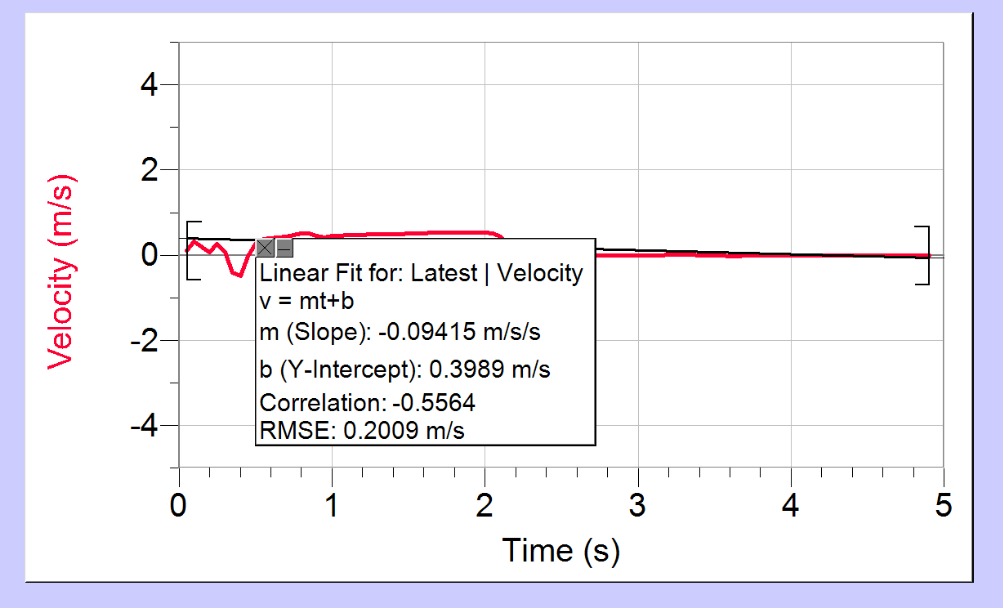 Velocity (m/s)
4
2
0
-2
-4
Linear Fit for: Latest | Velocity
v = mt+b
m (Slope): -0.09415 m/s/s
b (Y-Intercept): 0.3989 m/s
Correlation: -0.5564
RMSE: 0.2009 m/s
0 1 2 3 4 5
Time (s)